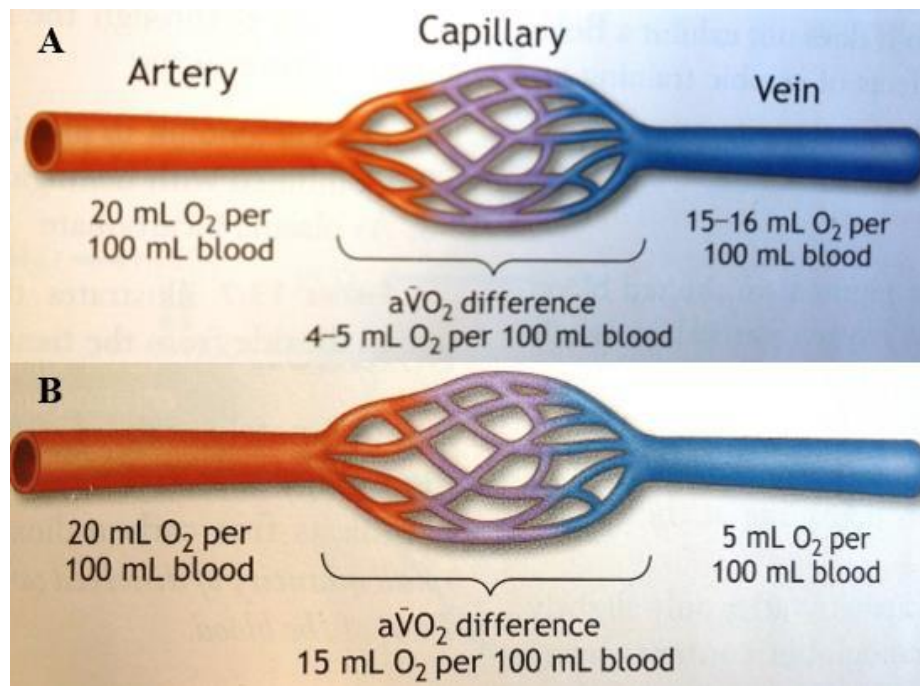 A
Capillary
Artery
Vein
20 mL O₂ per
100 mL blood
15–16 mL O₂ per
100 mL blood
aV̄O₂ difference
4–5 mL O₂ per 100 mL blood
B
20 mL O₂ per
100 mL blood
5 mL O₂ per
100 mL blood
aV̄O₂ difference
15 mL O₂ per 100 mL blood